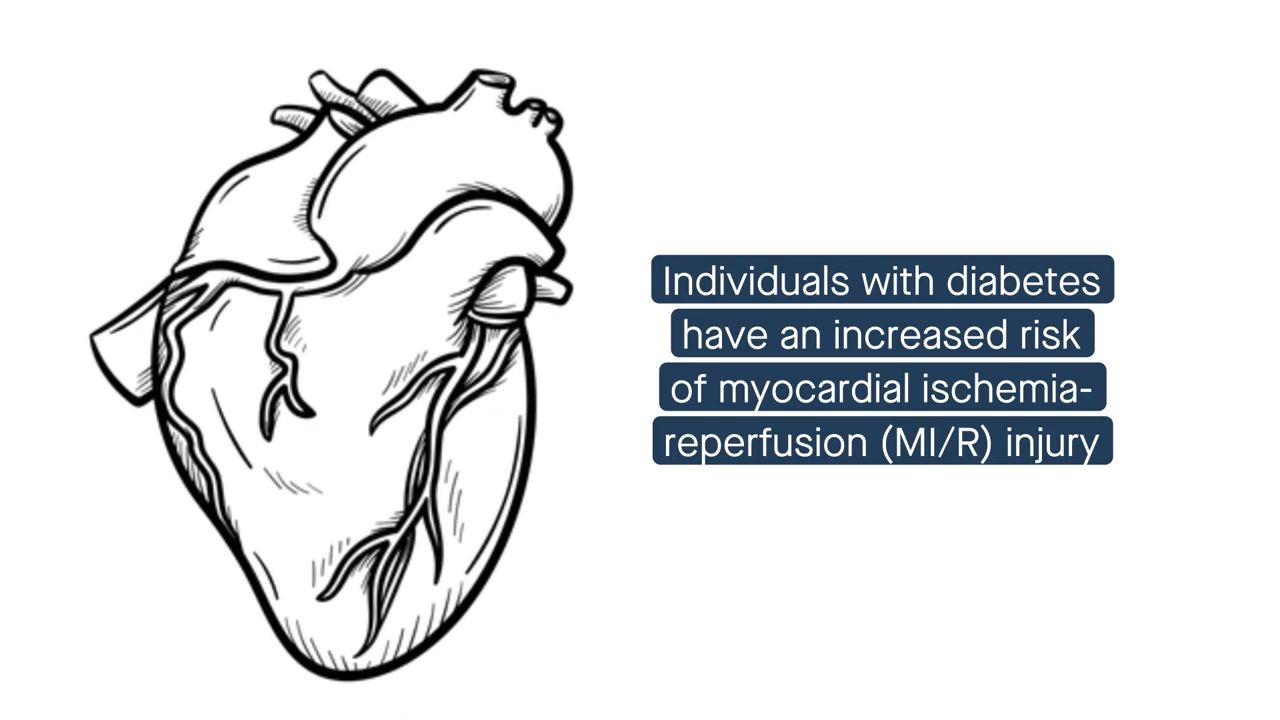 Individuals with diabetes
have an increased risk
of myocardial ischemia-
reperfusion (MI/R) injury